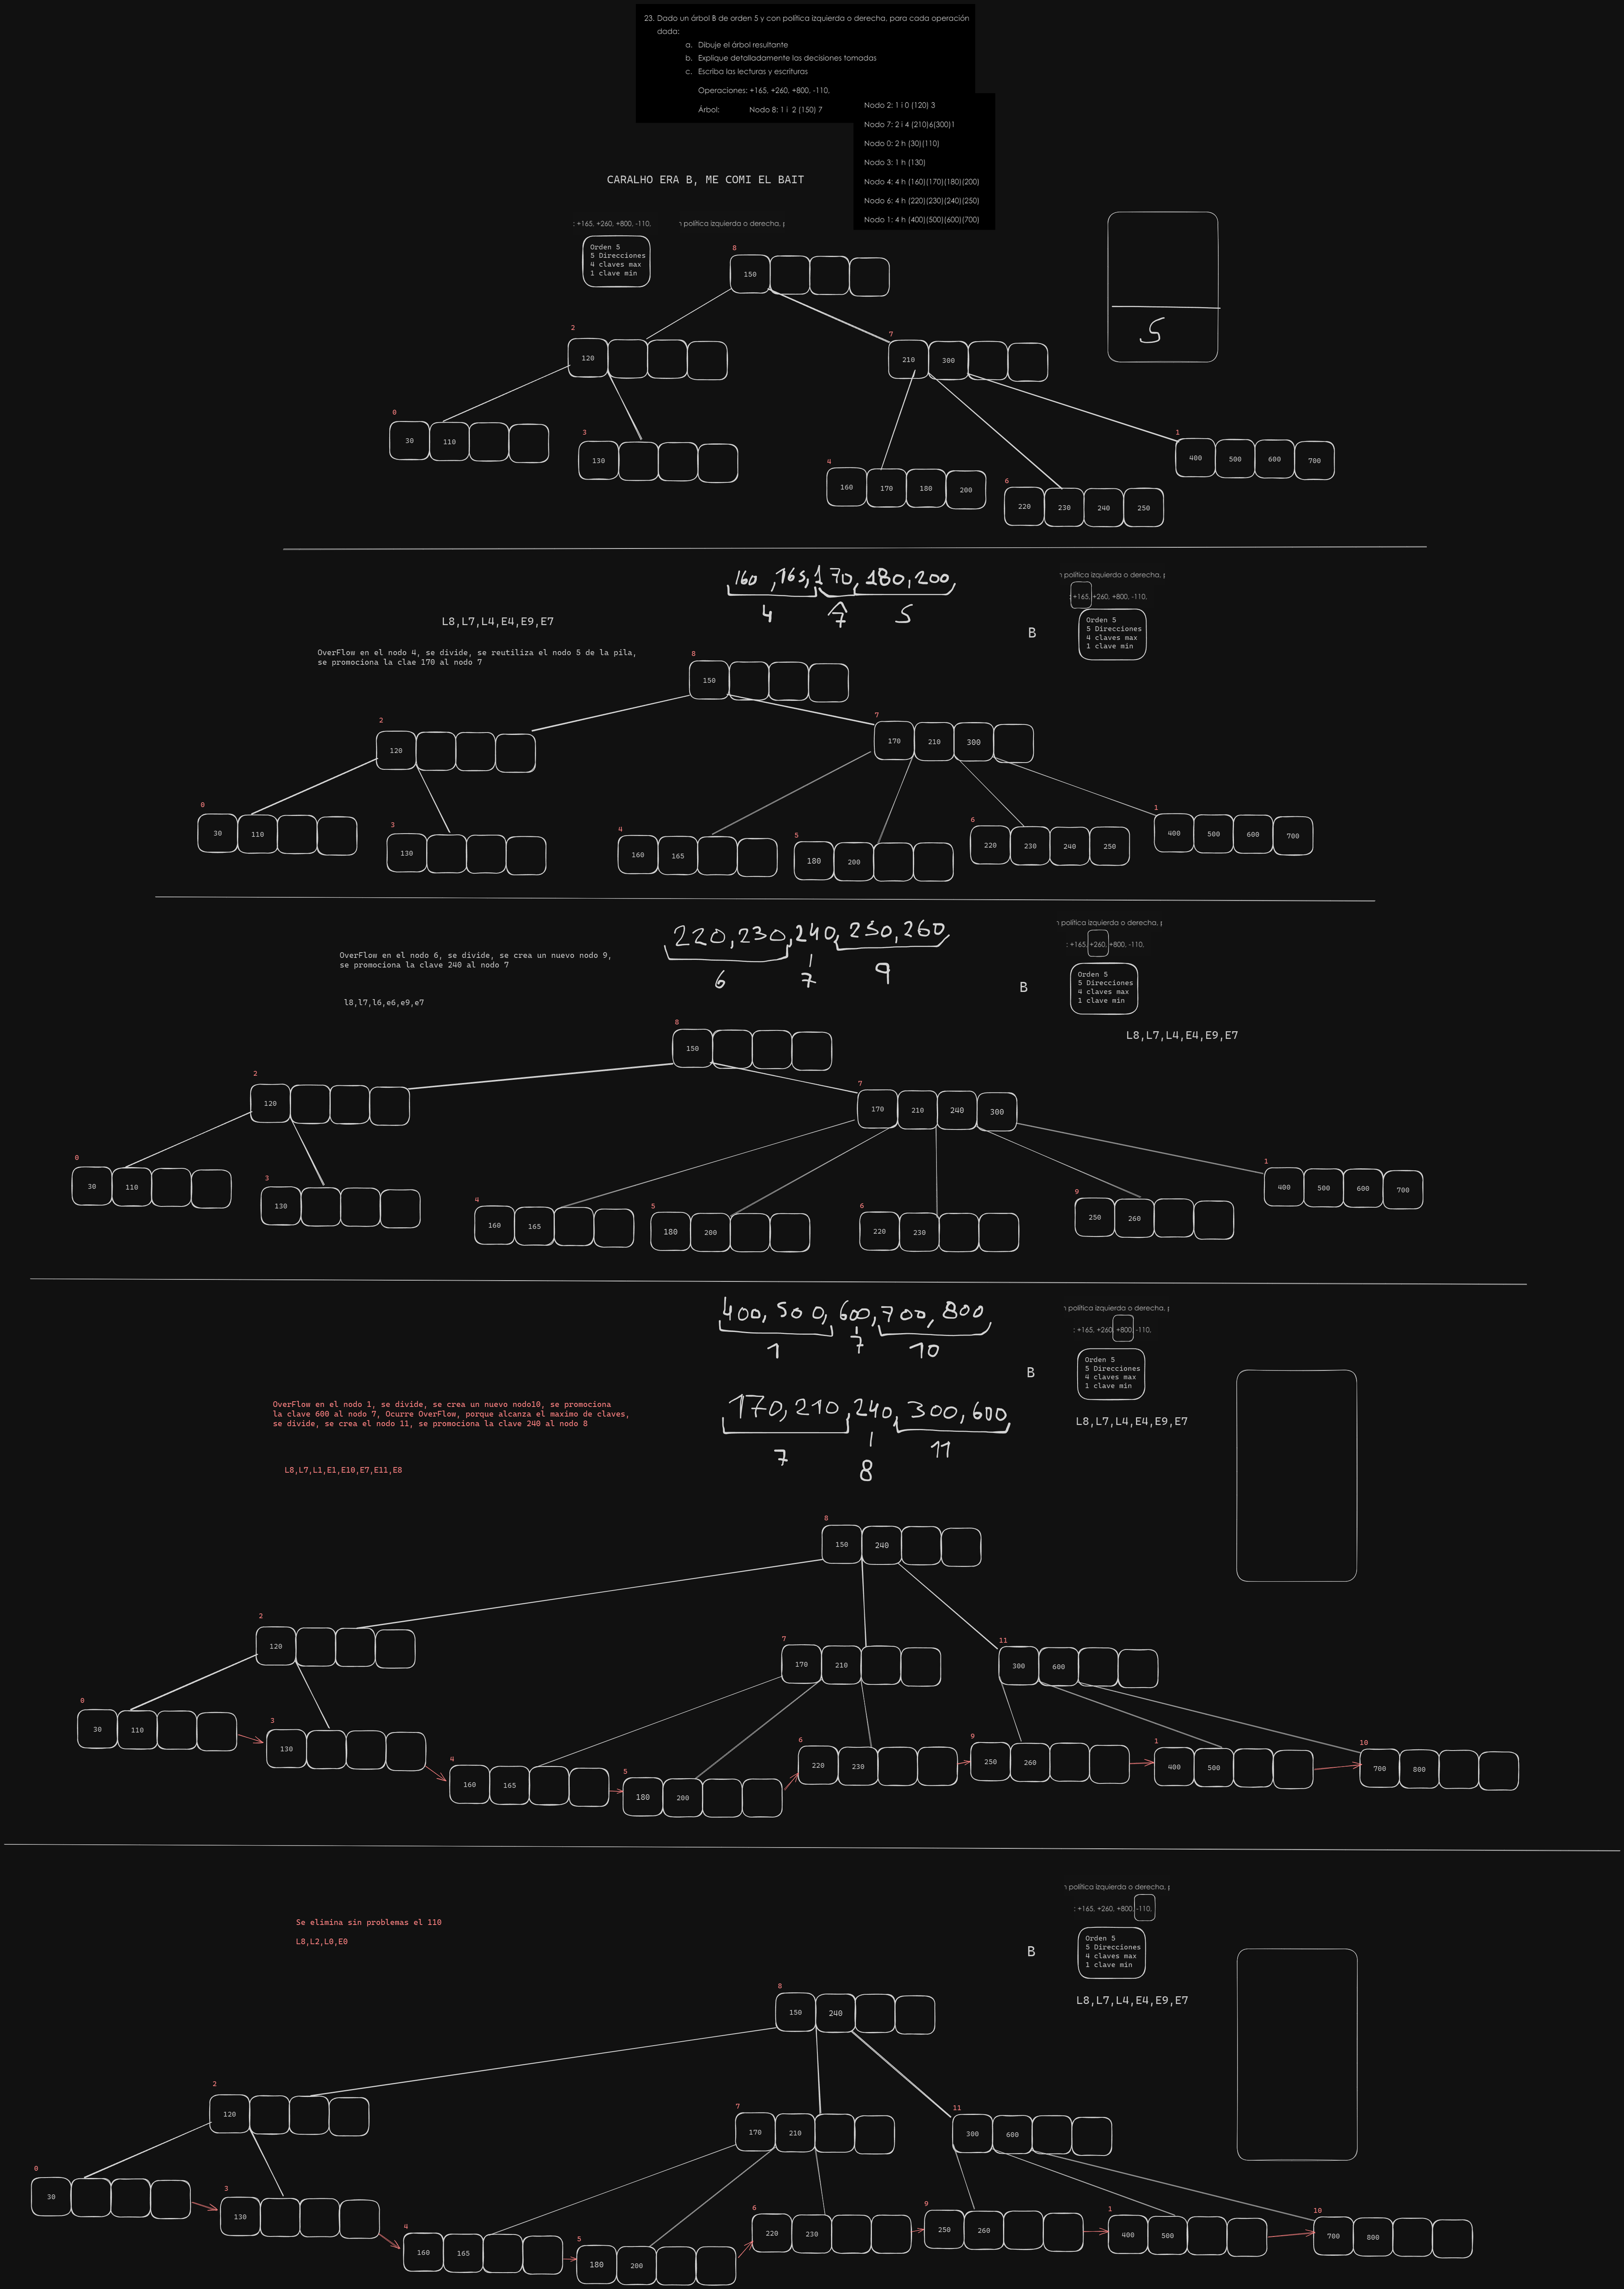 23. Dado un árbol B de orden 5 y con política izquierda o derecha, para cada operación
dada:
a. Dibuje el árbol resultante
b. Explique detalladamente las decisiones tomadas
c. Escriba las lecturas y escrituras
Operaciones: +165, +260, +800, -110,
Árbol: Nodo 8: 1 i 2 (150) 7
Nodo 2: 1 i 0 (120) 3
Nodo 7: 2 i 4 (210)6(300)1
Nodo 0: 2 h (30)(110)
Nodo 3: 1 h (130)
Nodo 4: 4 h (160)(170)(180)(200)
Nodo 6: 4 h (220)(230)(240)(250)
Nodo 1: 4 h (400)(500)(600)(700)
CARALHO ERA B, ME COMI EL BAIT
: +165, +260, +800, -110,
política izquierda o derecha,
Orden 5
5 Direcciones
4 claves max
1 clave min
8
150
5
2
120
7
210 300
0
30 110
3
130
4
160 170 180 200
6
220 230 240 250
1
400 500 600 700
160, 165, 170, 180, 200,
4 7 5
política izquierda o derecha,
: +165, +260, +800, -110,
Orden 5
5 Direcciones
4 claves max
1 clave min
B
L8,L7,L4,E4,E9,E7
OverFlow en el nodo 4, se divide, se reutiliza el nodo 5 de la pila,
se promociona la clae 170 al nodo 7
8
150
2
120
7
170 210 300
0
30 110
3
130
4
160 165
5
180 200
6
220 230 240 250
1
400 500 600 700
220, 230, 240, 250, 260,
6 7 9
política izquierda o derecha,
: +165, +260, +800, -110,
Orden 5
5 Direcciones
4 claves max
1 clave min
B
L8,L7,L4,E4,E9,E7
OverFlow en el nodo 6, se divide, se crea un nuevo nodo 9,
se promociona la clave 240 al nodo 7
l8,l7,l6,e6,e9,e7
8
150
2
120
7
170 210 240 300
0
30 110
3
130
4
160 165
5
180 200
6
220 230
9
250 260
1
400 500 600 700
400, 500, 600, 700, 800
1 7 10
170, 210, 240, 300, 600,
7 8 11
política izquierda o derecha,
: +165, +260, +800, -110,
Orden 5
5 Direcciones
4 claves max
1 clave min
B
L8,L7,L4,E4,E9,E7
OverFlow en el nodo 1, se divide, se crea un nuevo nodo10, se promociona
la clave 600 al nodo 7, Ocurre OverFlow, porque alcanza el maximo de claves,
se divide, se crea el nodo 11, se promociona la clave 240 al nodo 8
L8,L7,L1,E1,E10,E7,E11,E8
8
150 240
2
120
7
170 210
11
300 600
0
30 110
3
130
4
160 165
5
180 200
6
220 230
9
250 260
1
400 500
10
700 800
política izquierda o derecha,
: +165, +260, +800, -110,
Orden 5
5 Direcciones
4 claves max
1 clave min
B
L8,L7,L4,E4,E9,E7
Se elimina sin problemas el 110
L8,L2,L0,E0
8
150 240
2
120
7
170 210
11
300 600
0
30
3
130
4
160 165
5
180 200
6
220 230
9
250 260
1
400 500
10
700 800